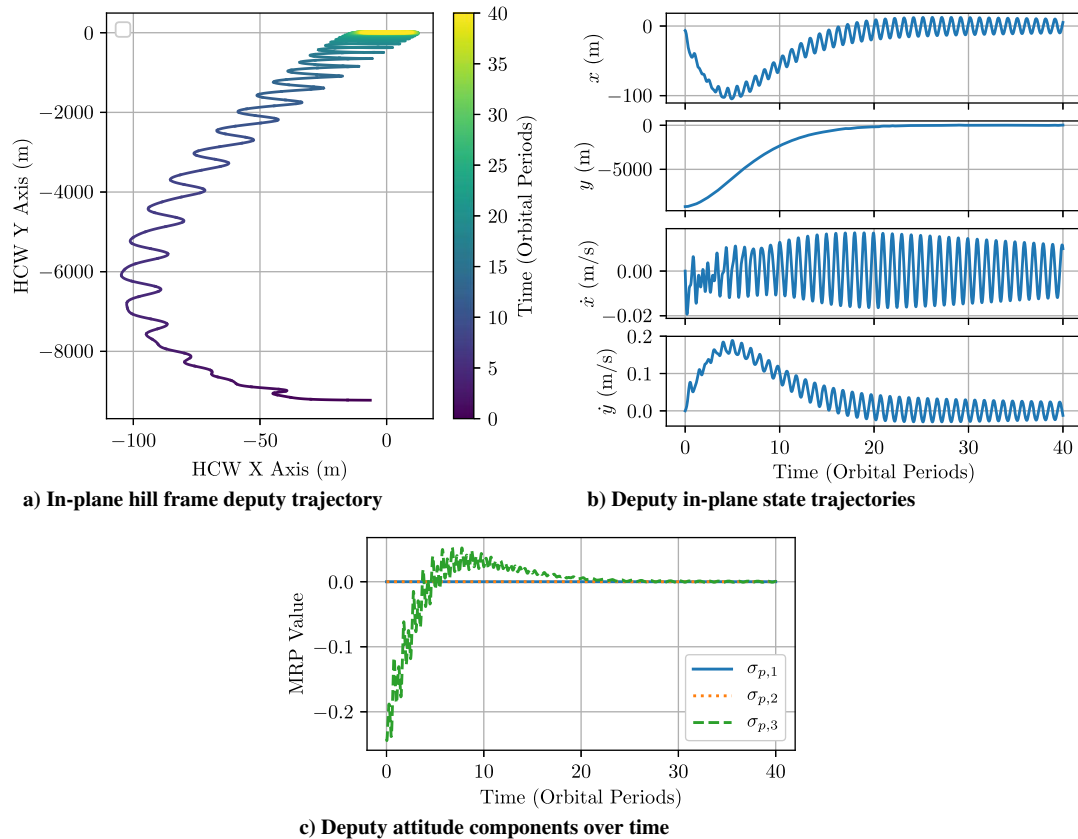 0
−2000
−4000
−6000
−8000
HCW Y Axis (m)
−100
−50
0
HCW X Axis (m)
40
35
30
25
20
15
10
5
0
Time (Orbital Periods)
a) In-plane hill frame deputy trajectory
0
−100
x (m)
0
−5000
y (m)
0.00
−0.02
ẋ (m/s)
0.2
0.1
0.0
ẏ (m/s)
0
10
20
30
40
Time (Orbital Periods)
b) Deputy in-plane state trajectories
0.0
−0.1
−0.2
MRP Value
σp,1
σp,2
σp,3
0
10
20
30
40
Time (Orbital Periods)
c) Deputy attitude components over time